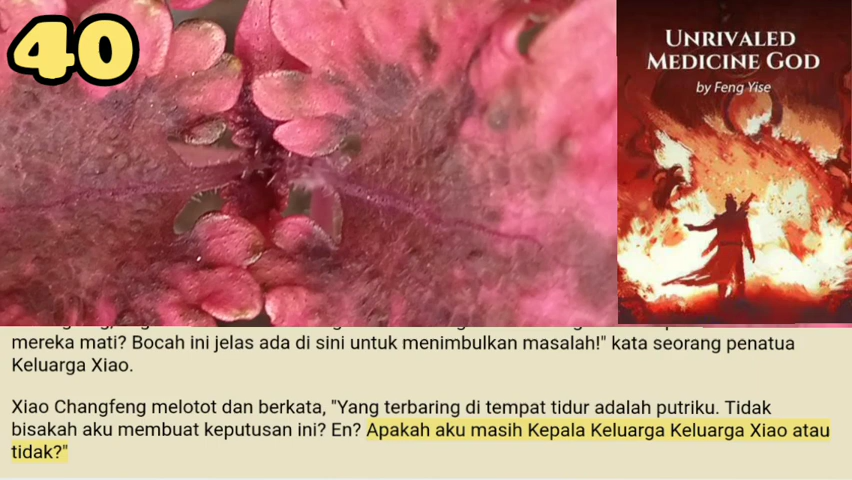 40
UNRIVALED
MEDICINE GOD
by Feng Yise
mereka mati? Bocah ini jelas ada di sini untuk menimbulkan masalah!" kata seorang penatua
Keluarga Xiao.
Xiao Changfeng melotot dan berkata, "Yang terbaring di tempat tidur adalah putriku. Tidak
bisakah aku membuat keputusan ini? En? Apakah aku masih Kepala Keluarga Keluarga Xiao atau
tidak?"